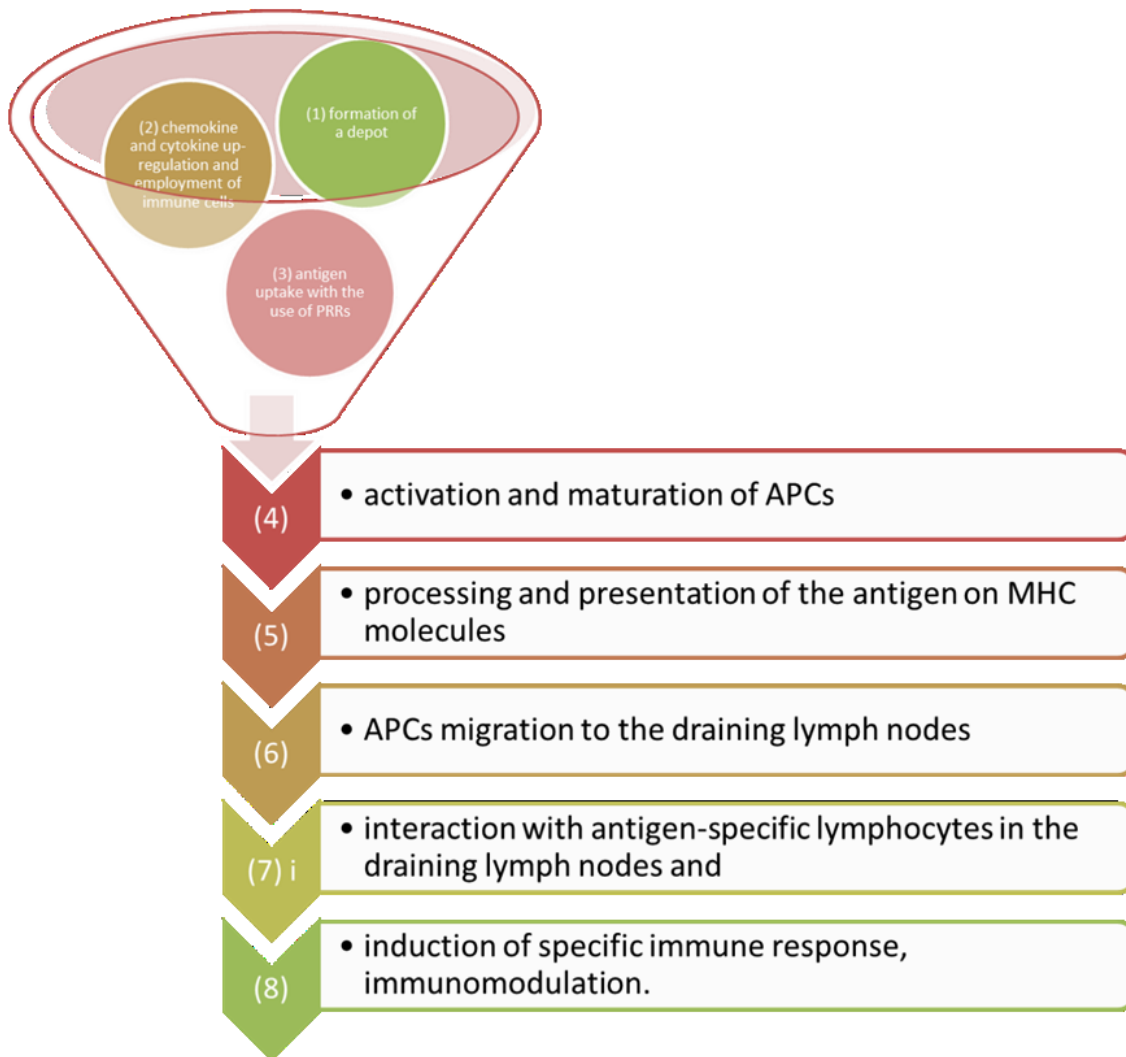 (1) formation of
a depot
(2) chemokine
and cytokine up-
regulation and
employment of
immune cells
(3) antigen
uptake with the
use of PRRs
(4)
• activation and maturation of APCs
(5)
• processing and presentation of the antigen on MHC
molecules
(6)
• APCs migration to the draining lymph nodes
(7) i
• interaction with antigen-specific lymphocytes in the
draining lymph nodes and
(8)
• induction of specific immune response,
immunomodulation.